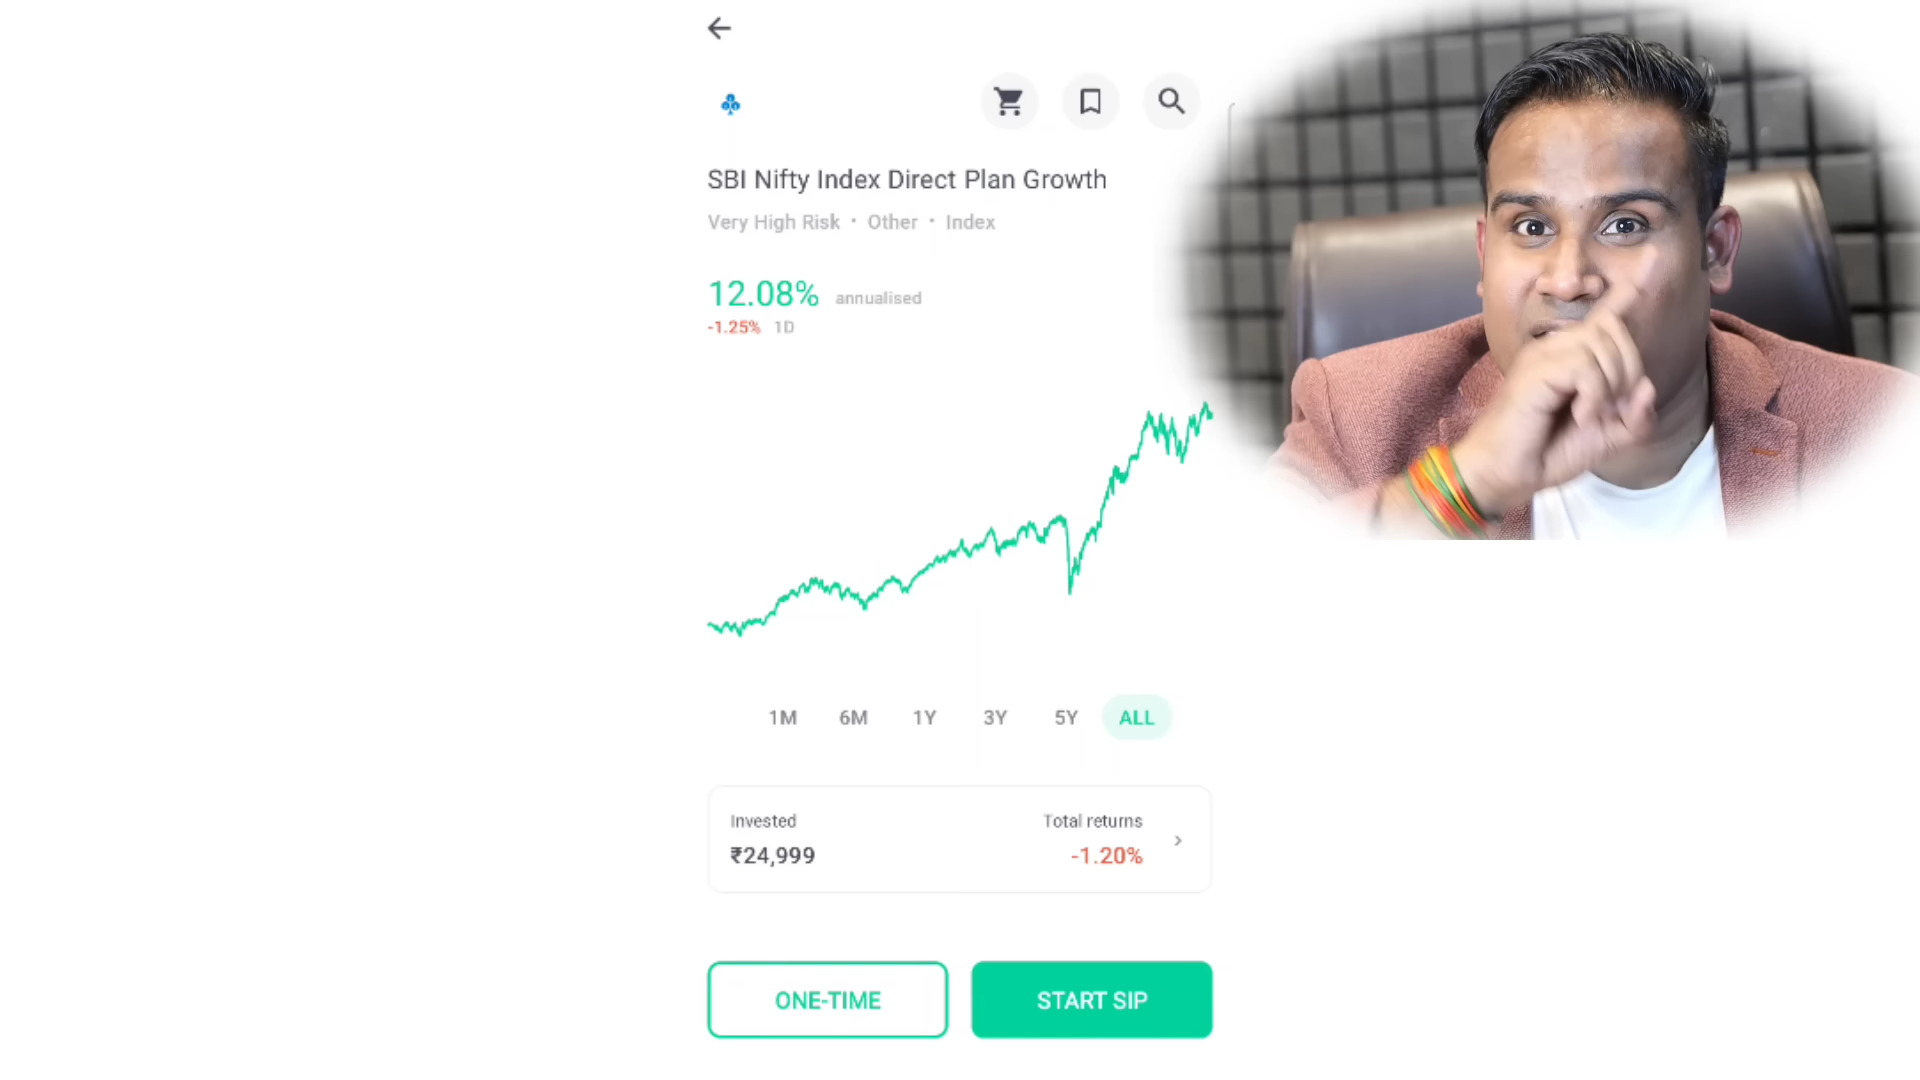 SBI Nifty Index Direct Plan Growth
Very High Risk • Other • Index
12.08% annualised
-1.25% 1D
1M 6M 1Y 3Y 5Y ALL
Invested Total returns
₹24,999 -1.20%
ONE-TIME START SIP